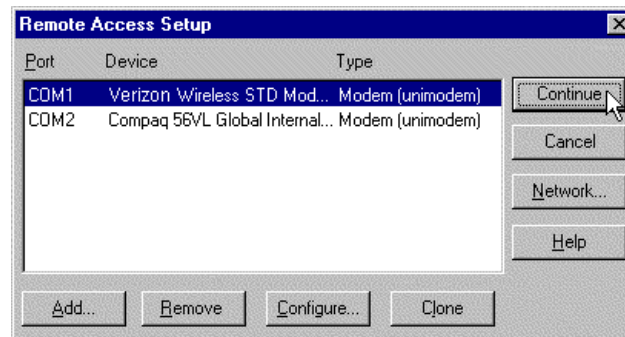 Remote Access Setup
Port Device Type
COM1 Verizon Wireless STD Mod... Modem (unimodem)
COM2 Compaq 56VL Global Internal... Modem (unimodem)
Continue
Cancel
Network...
Help
Add... Remove Configure... Clone